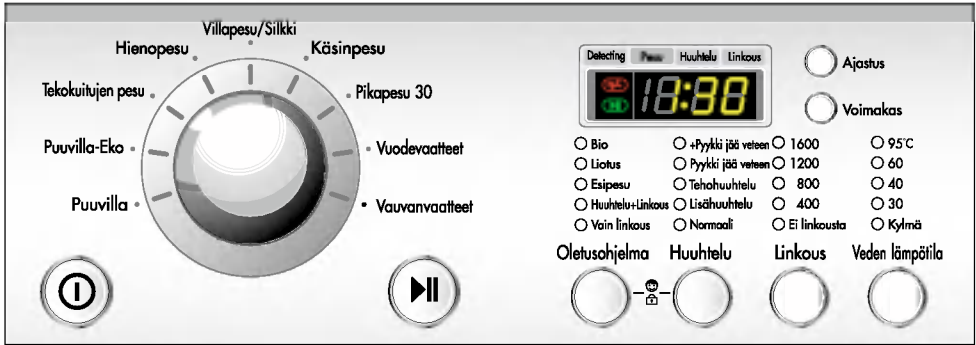 Villapesu/Silkki
Hienopesu
Käsinpesu
Tekokuitujen pesu
Pikapesu 30
Puuvilla-Eko
Vuodevaatteet
Puuvilla
Vauvanvaatteet
Detecting Pesu Huuhtelu Linkous
1:30
Ajastus
Voimakas
Bio +Pyykki jää veteen 1600 95°C
Liotus Pyykki jää veteen 1200 60
Esipesu Tehohuuhtelu 800 40
Huuhtelu+Linkous Lisähuuhtelu 400 30
Vain linkous Normaali Ei linkousta Kylmä
Oletusohjelma Huuhtelu Linkous Veden lämpötila